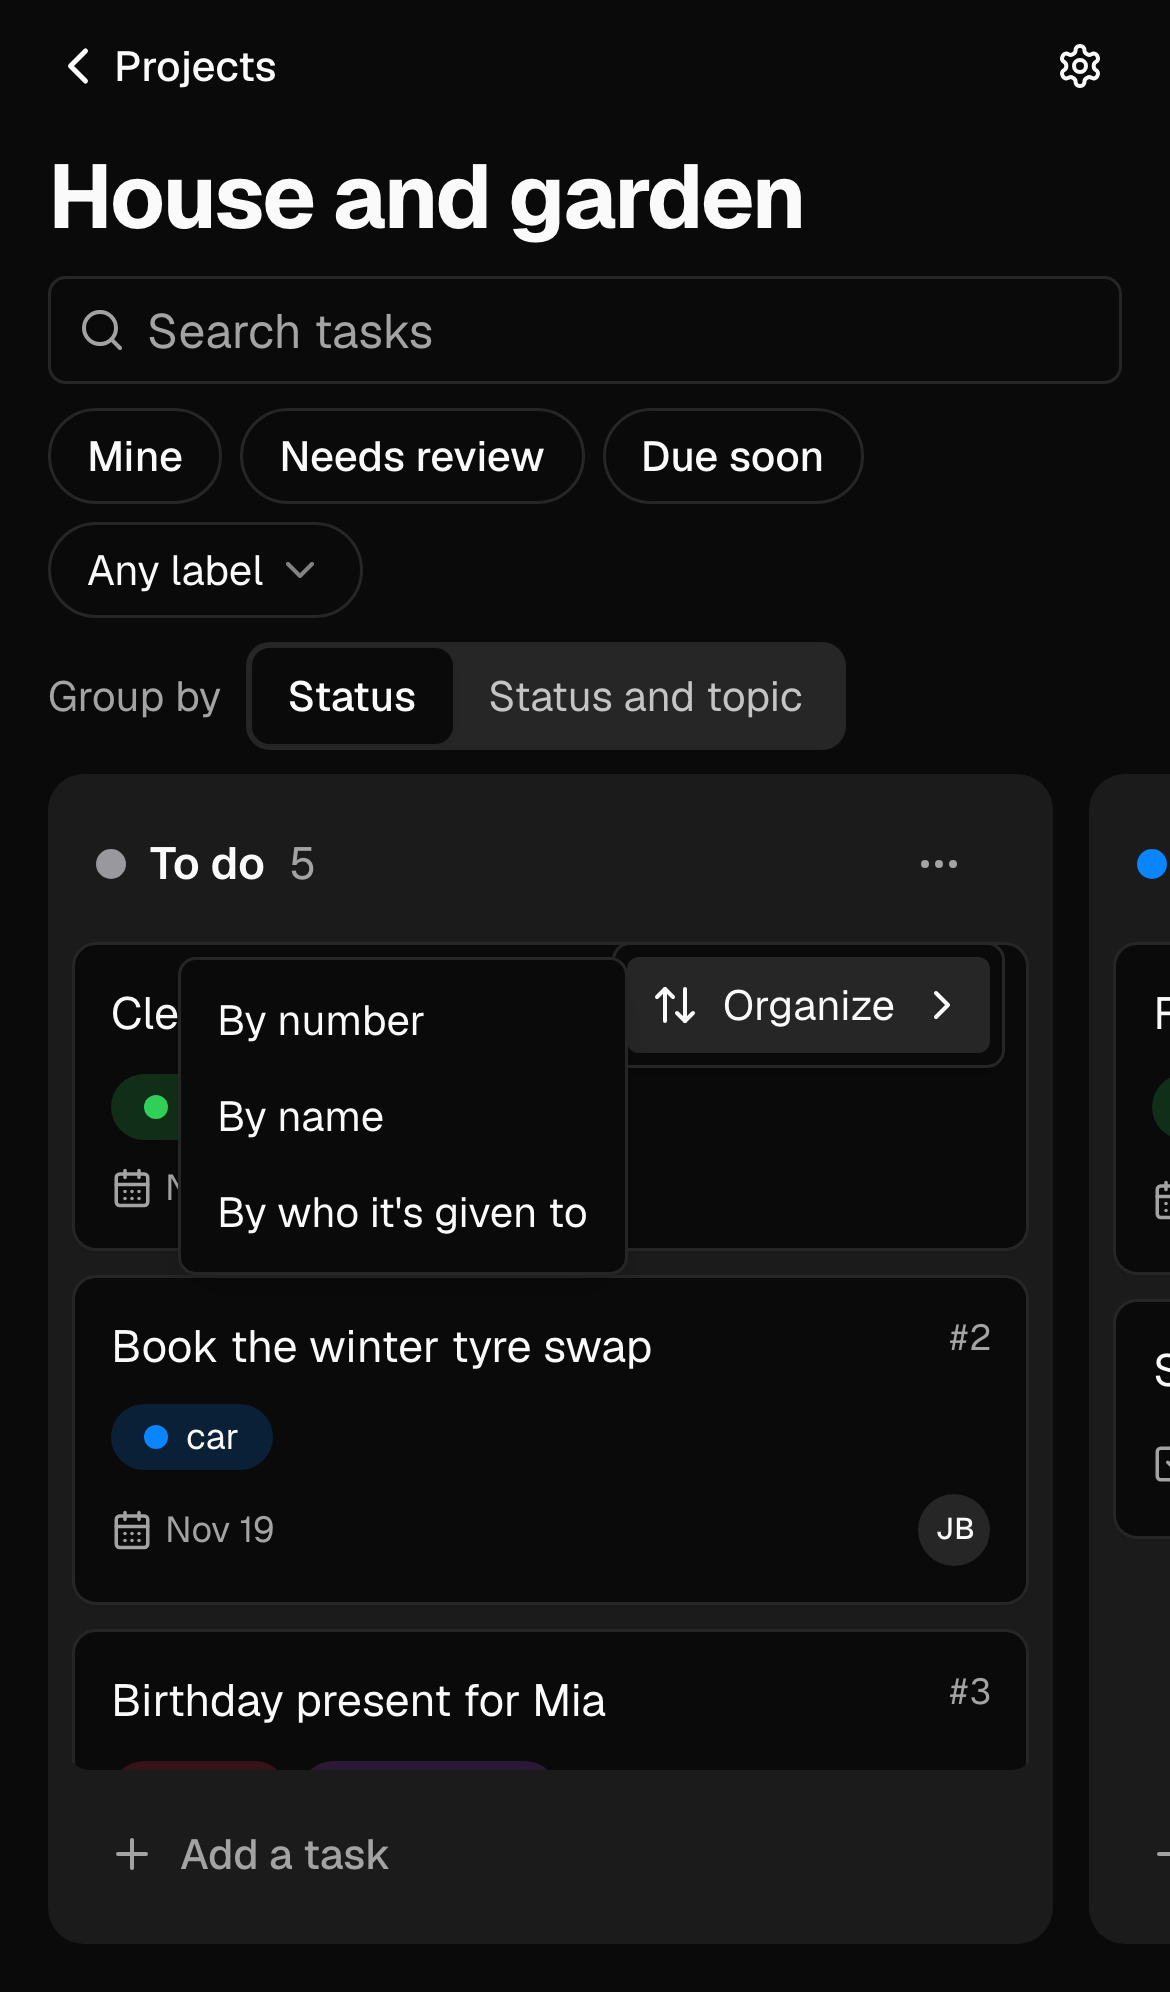 Projects
House and garden
Search tasks
Mine
Needs review
Due soon
Any label
Group by
Status
Status and topic
To do 5
Organize
By number
By name
By who it's given to
Book the winter tyre swap
#2
car
Nov 19
JB
Birthday present for Mia
#3
Add a task